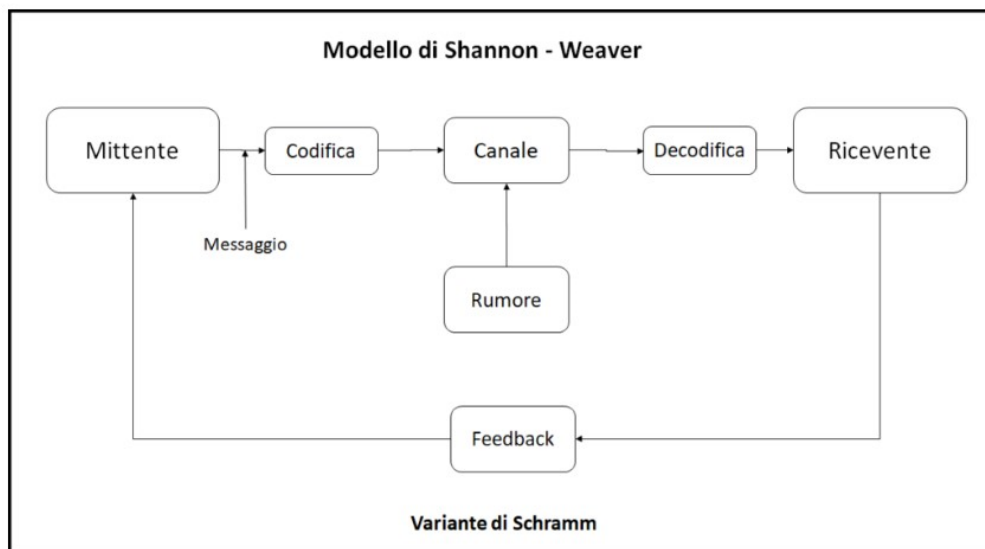 Modello di Shannon - Weaver
Mittente
Codifica
Canale
Decodifica
Ricevente
Messaggio
Rumore
Feedback
Variante di Schramm